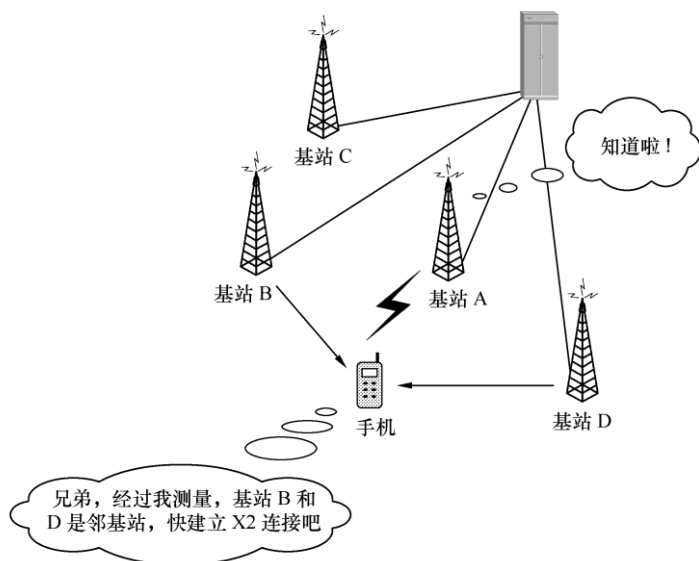 基站 C
知道啦！
基站 B
基站 A
手机
基站 D
兄弟，经过我测量，基站 B 和
D 是邻基站，快建立 X2 连接吧